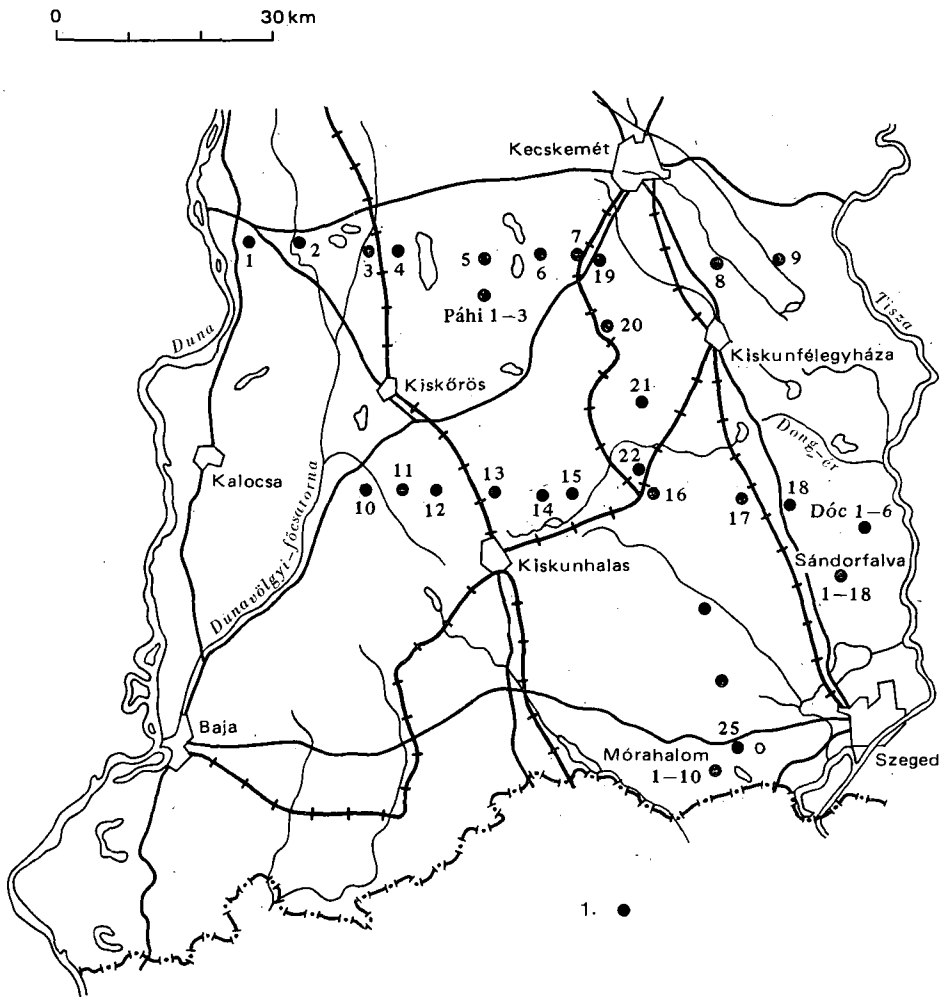 0 30 km
Kecskemét
1
2
3
4
5
6
7
19
8
9
Páhi 1–3
20
Duna
Tisza
Kiskunfélegyháza
Kiskőrös
21
Kalocsa
Dong-ér
10
11
12
13
14
15
22
16
17
18
Dóc 1–6
Dunavölgyi-főcsatorna
Kiskunhalas
Sándorfalva
1–18
Baja
25
Mórahalom
1–10
Szeged
1.